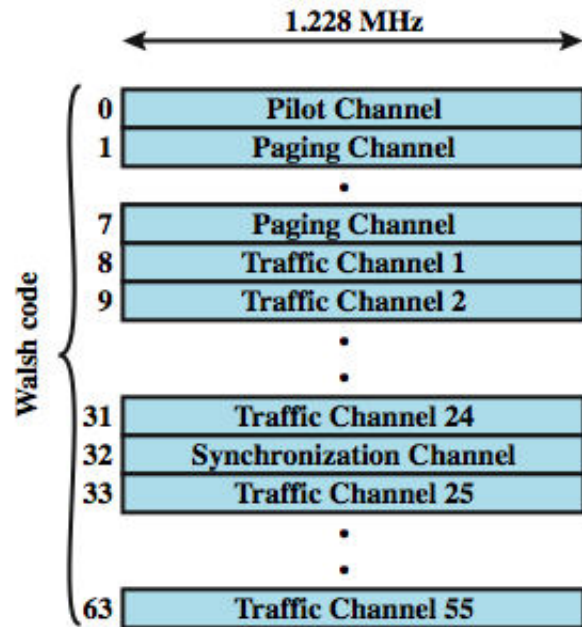 1.228 MHz
Walsh code
0 Pilot Channel
1 Paging Channel
7 Paging Channel
8 Traffic Channel 1
9 Traffic Channel 2
31 Traffic Channel 24
32 Synchronization Channel
33 Traffic Channel 25
63 Traffic Channel 55